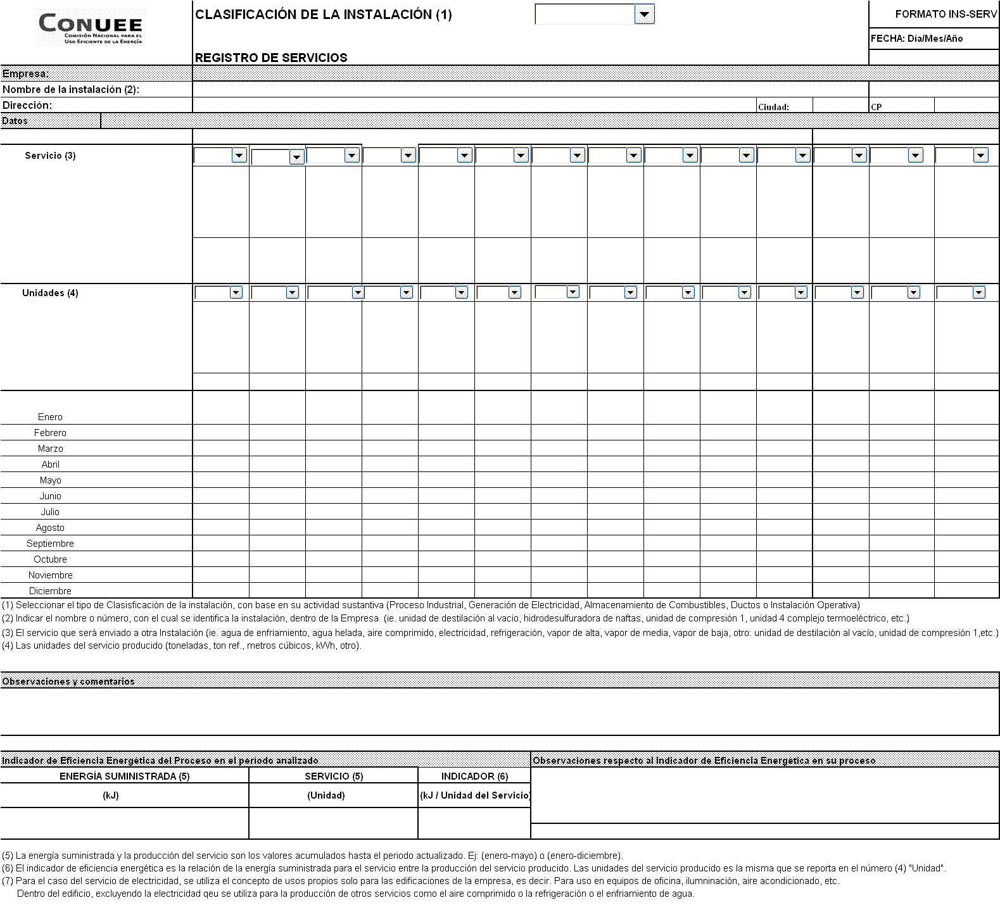 CONUEE
COMISIÓN NACIONAL PARA EL
USO EFICIENTE DE LA ENERGÍA
CLASIFICACIÓN DE LA INSTALACIÓN (1)
FORMATO INS-SERV
FECHA: Día/Mes/Año
REGISTRO DE SERVICIOS
Empresa:
Nombre de la instalación (2):
Dirección:
Ciudad:
CP
Datos
Servicio (3)
Unidades (4)
Enero
Febrero
Marzo
Abril
Mayo
Junio
Julio
Agosto
Septiembre
Octubre
Noviembre
Diciembre
(1) Seleccionar el tipo de Clasisficación de la instalación, con base en su actividad sustantiva (Proceso Industrial, Generación de Electricidad, Almacenamiento de Combustibles, Ductos o Instalación Operativa)
(2) Indicar el nombre o número, con el cual se identifica la instalación, dentro de la Empresa (ie. unidad de destilación al vacio, hidrodesulfuradora de naftas, unidad de compresión 1, unidad 4 complejo termoeléctrico, etc.)
(3) El servicio que será enviado a otra Instalación (ie. agua de enfriamiento, agua helada, aire comprimido, electricidad, refrigeración, vapor de alta, vapor de media, vapor de baja, otro: unidad de destilación al vacío, unidad de compresión 1,etc.)
(4) Las unidades del servicio producido (toneladas, ton ref., metros cúbicos, kWh, otro).
Observaciones y comentarios
Indicador de Eficiencia Energética del Proceso en el periodo analizado
Observaciones respecto al Indicador de Eficiencia Energética en su proceso
ENERGÍA SUMINISTRADA (5)
SERVICIO (5)
INDICADOR (6)
(kJ)
(Unidad)
(kJ / Unidad del Servicio)
(5) La energía suministrada y la producción del servicio son los valores acumulados hasta el periodo actualizado. Ej: (enero-mayo) o (enero-diciembre).
(6) El indicador de eficiencia energética es la relación de la energía suministrada para el servicio entre la producción del servicio producido. Las unidades del servicio producido es la misma que se reporta en el número (4) "Unidad".
(7) Para el caso del servicio de electricidad, se utiliza el concepto de usos propios solo para las edificaciones de la empresa, es decir. Para uso en equipos de oficina, ilumninación, aire acondicionado, etc.
Dentro del edificio, excluyendo la electricidad qeu se utiliza para la producción de otros servicios como el aire comprimido o la refrigeración o el enfriamiento de agua.